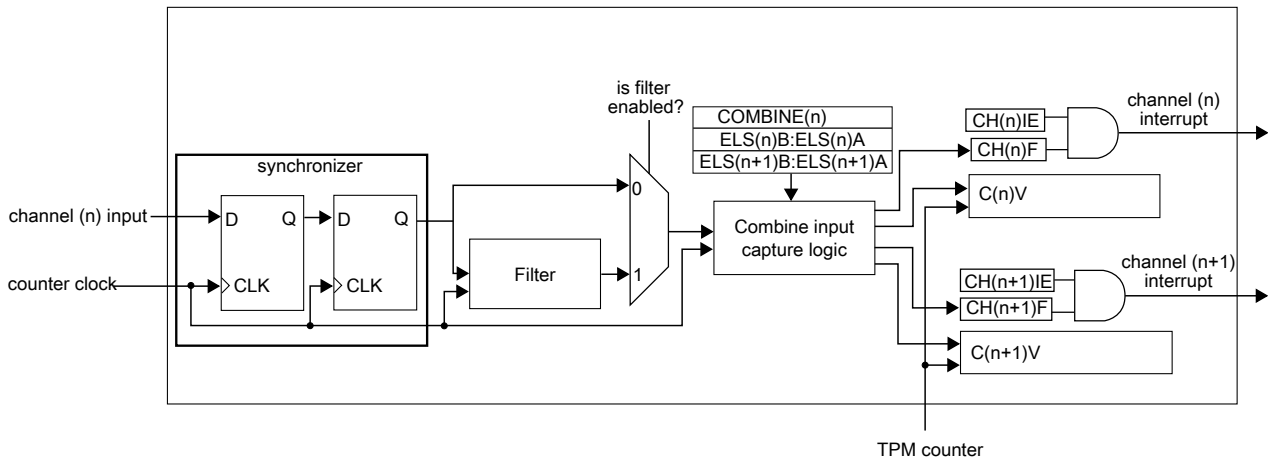 is filter
enabled?
COMBINE(n)
ELS(n)B:ELS(n)A
ELS(n+1)B:ELS(n+1)A
synchronizer
channel (n) input
D Q
D Q
CLK
CLK
counter clock
0
1
Filter
Combine input
capture logic
CH(n)IE
CH(n)F
channel (n)
interrupt
C(n)V
CH(n+1)IE
CH(n+1)F
channel (n+1)
interrupt
C(n+1)V
TPM counter